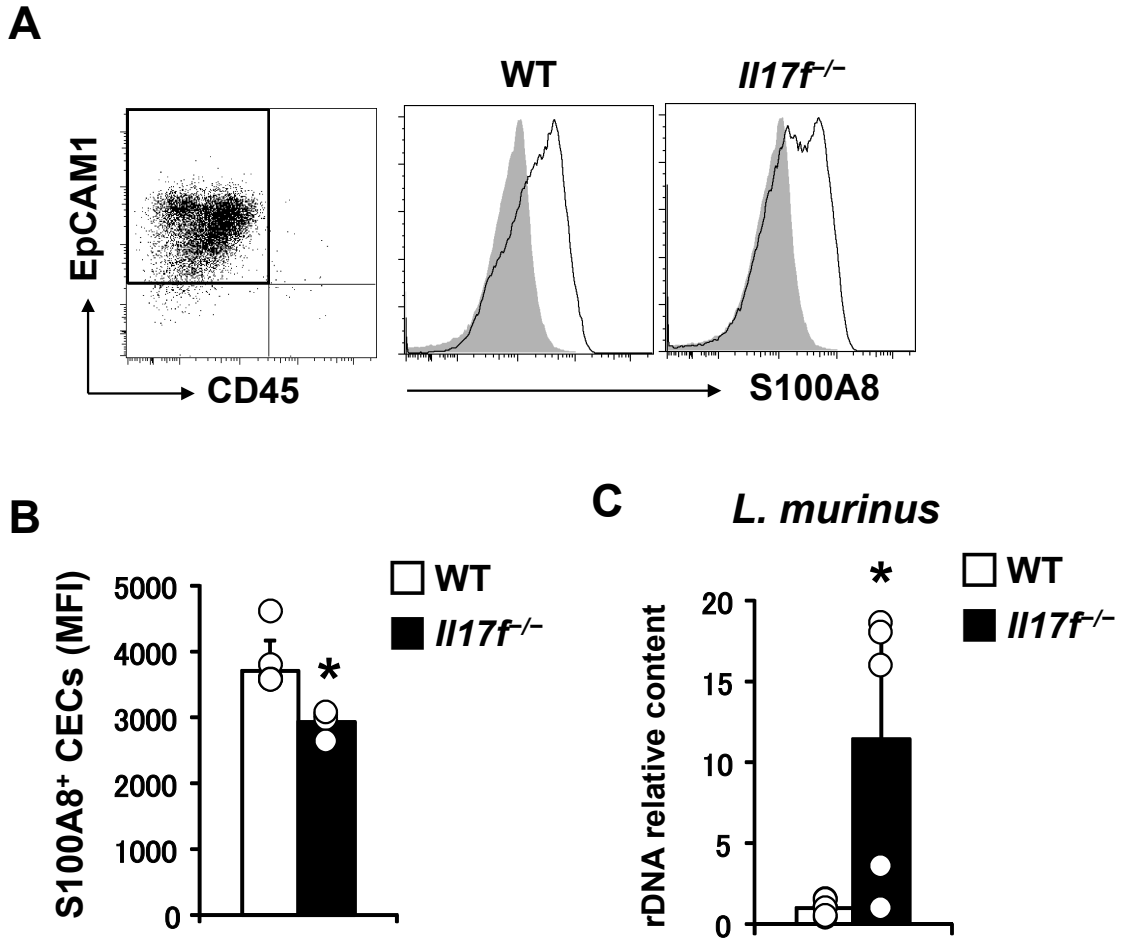 A
WT
Il17f–/–
EpCAM1
CD45
S100A8
B
S100A8+ CECs (MFI)
5000
4000
3000
2000
1000
0
*
WT
Il17f–/–
C
L. murinus
rDNA relative content
20
15
10
5
0
*
WT
Il17f–/–